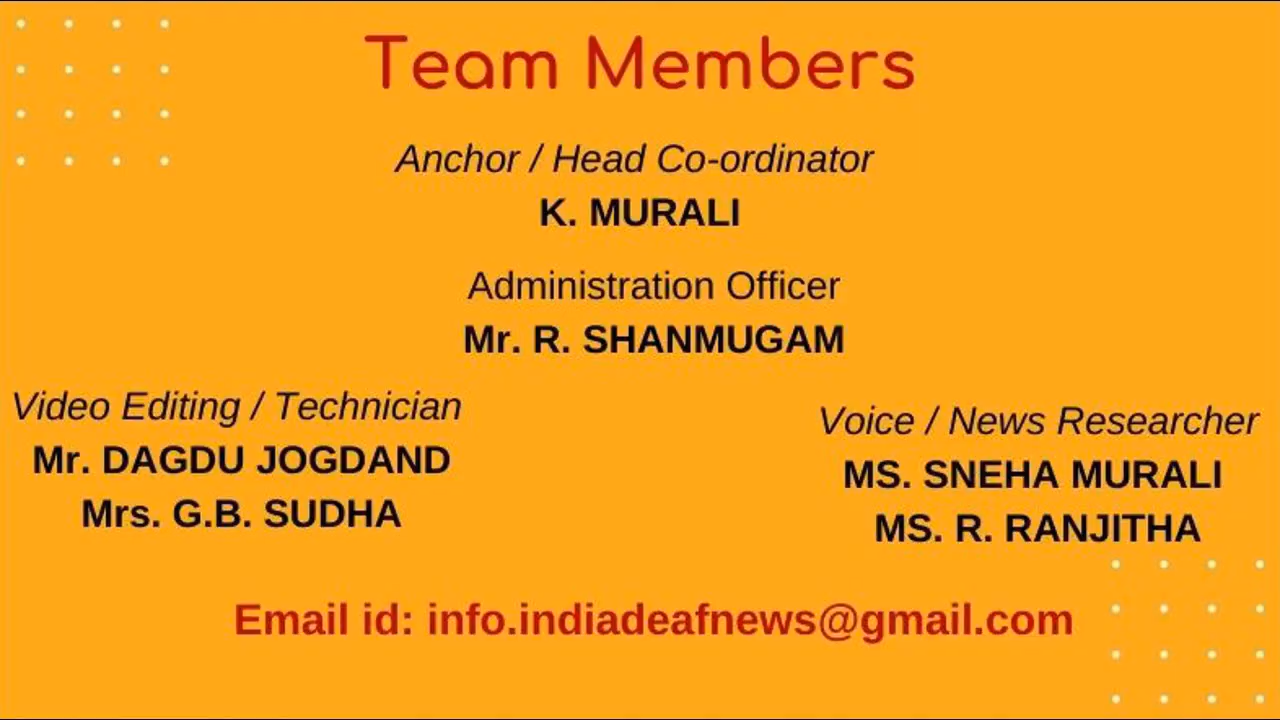 Team Members
Anchor / Head Co-ordinator
K. MURALI
Administration Officer
Mr. R. SHANMUGAM
Video Editing / Technician
Mr. DAGDU JOGDAND
Mrs. G.B. SUDHA
Voice / News Researcher
MS. SNEHA MURALI
MS. R. RANJITHA
Email id: info.indiadeafnews@gmail.com